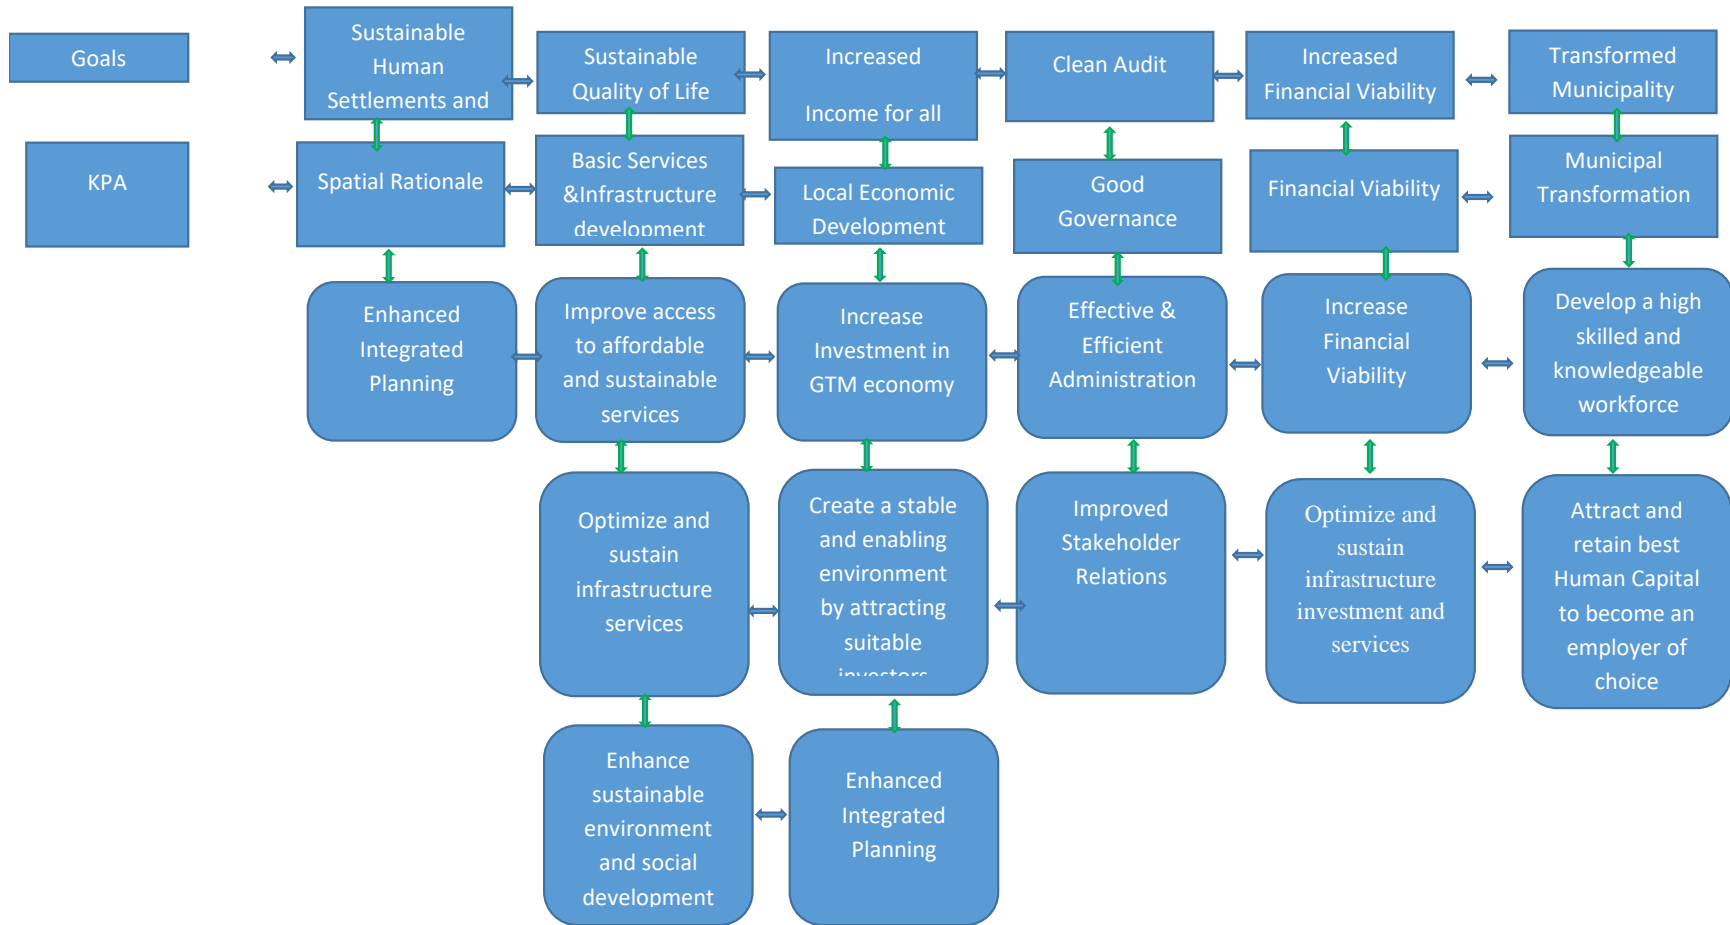 Goals
Sustainable
Human
Settlements and
Sustainable
Quality of Life
Increased
Income for all
Clean Audit
Increased
Financial Viability
Transformed
Municipality
KPA
Spatial Rationale
Basic Services
&Infrastructure
development
Local Economic
Development
Good
Governance
Financial Viability
Municipal
Transformation
Enhanced
Integrated
Planning
Improve access
to affordable
and sustainable
services
Increase
Investment in
GTM economy
Effective &
Efficient
Administration
Increase
Financial
Viability
Develop a high
skilled and
knowledgeable
workforce
Optimize and
sustain
infrastructure
services
Create a stable
and enabling
environment
by attracting
suitable
investors
Improved
Stakeholder
Relations
Optimize and
sustain
infrastructure
investment and
services
Attract and
retain best
Human Capital
to become an
employer of
choice
Enhance
sustainable
environment
and social
development
Enhanced
Integrated
Planning